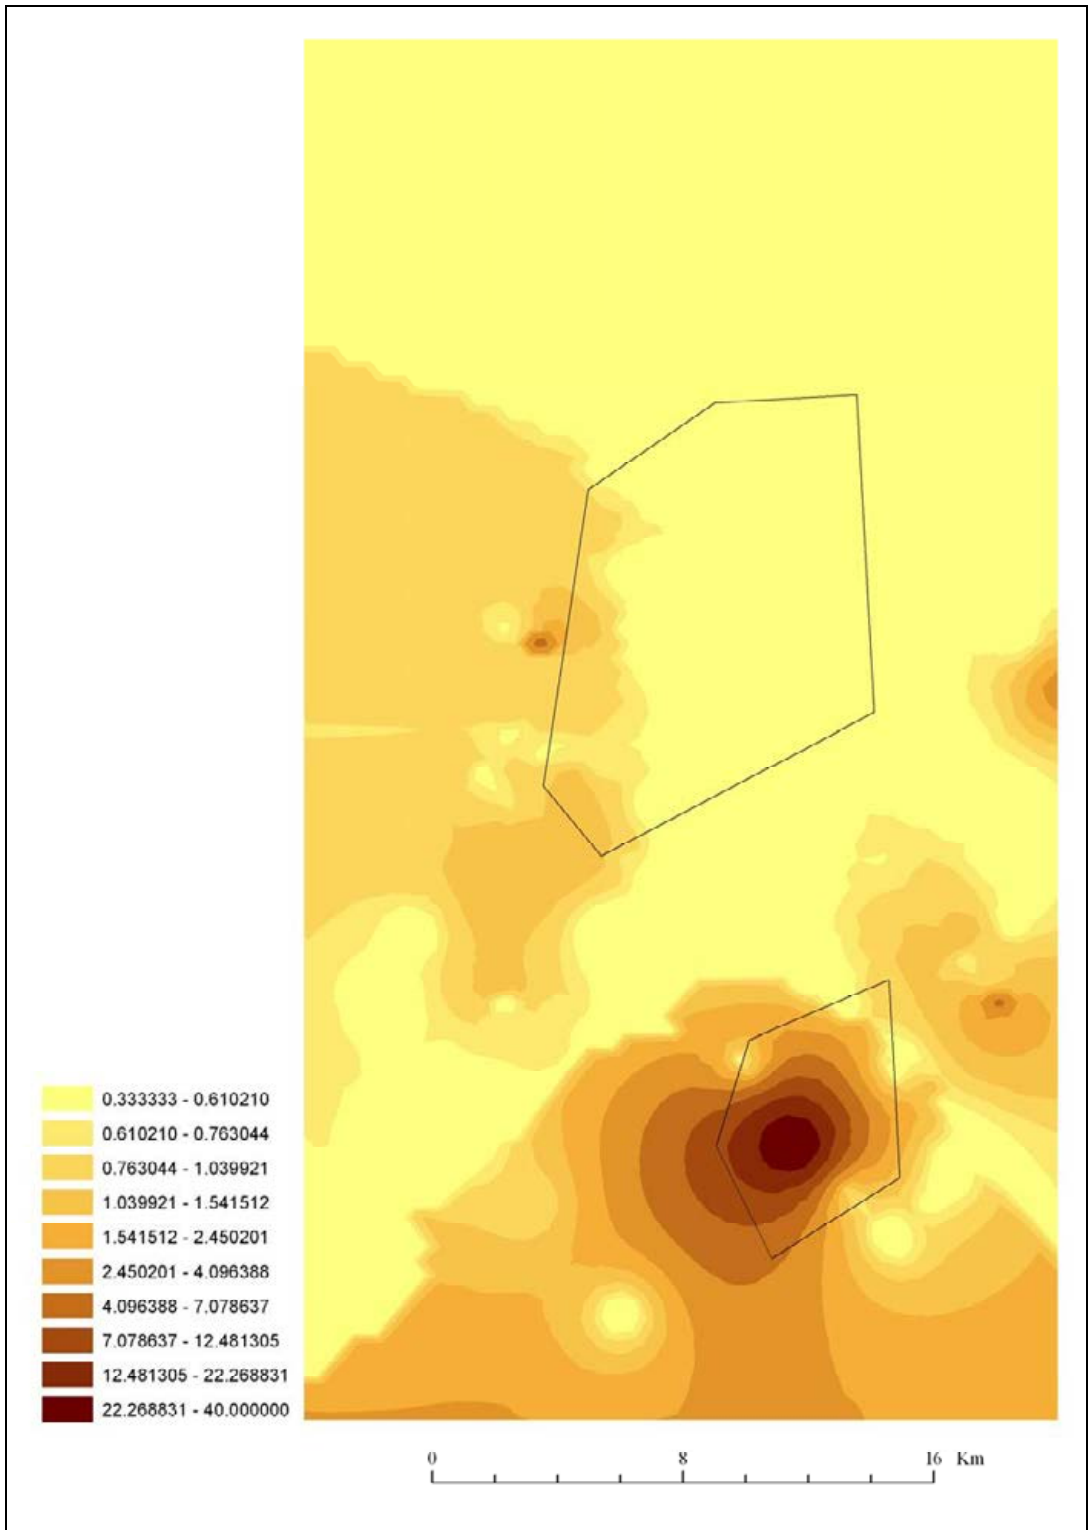 0.333333 - 0.610210
0.610210 - 0.763044
0.763044 - 1.039921
1.039921 - 1.541512
1.541512 - 2.450201
2.450201 - 4.096388
4.096388 - 7.078637
7.078637 - 12.481305
12.481305 - 22.268831
22.268831 - 40.000000
0 8 16 Km